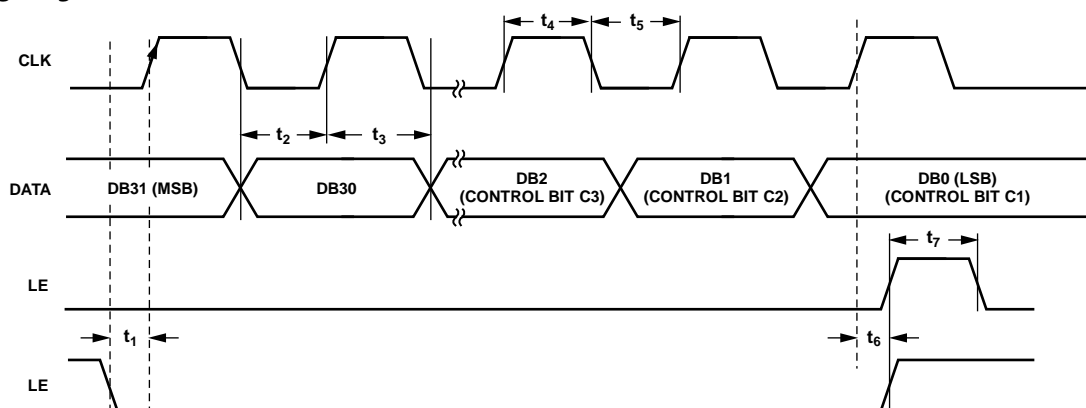 t4
t5
CLK
t2
t3
DATA
DB31 (MSB)
DB30
DB2
(CONTROL BIT C3)
DB1
(CONTROL BIT C2)
DB0 (LSB)
(CONTROL BIT C1)
t7
LE
t1
t6
LE